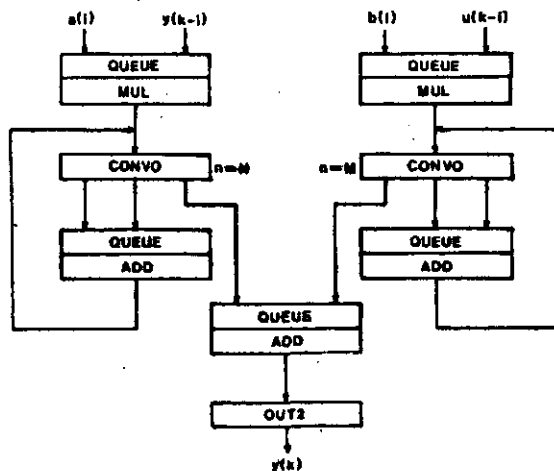 a(i) y(k-i) b(i) u(k-i)
QUEUE QUEUE
MUL MUL
CONVO n=N n=M CONVO
QUEUE QUEUE
ADD ADD
QUEUE
ADD
OUT2
y(k)